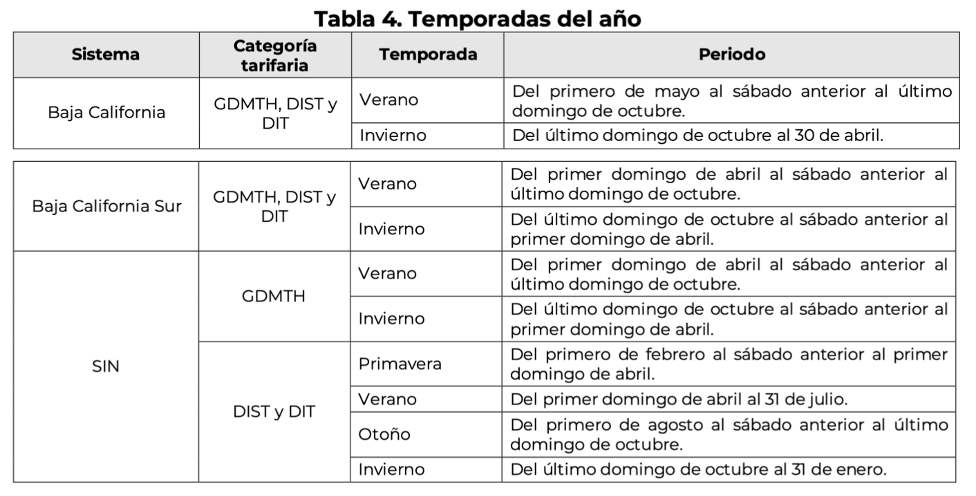 Tabla 4. Temporadas del año
Sistema
Categoría
tarifaria
Temporada
Periodo
Baja California
GDMTH, DIST y
DIT
Verano
Del primero de mayo al sábado anterior al último
domingo de octubre.
Invierno
Del último domingo de octubre al 30 de abril.
Baja California Sur
GDMTH, DIST y
DIT
Verano
Del primer domingo de abril al sábado anterior al
último domingo de octubre.
Invierno
Del último domingo de octubre al sábado anterior al
primer domingo de abril.
SIN
GDMTH
Verano
Del primer domingo de abril al sábado anterior al
último domingo de octubre.
Invierno
Del último domingo de octubre al sábado anterior al
primer domingo de abril.
DIST y DIT
Primavera
Del primero de febrero al sábado anterior al primer
domingo de abril.
Verano
Del primer domingo de abril al 31 de julio.
Otoño
Del primero de agosto al sábado anterior al último
domingo de octubre.
Invierno
Del último domingo de octubre al 31 de enero.